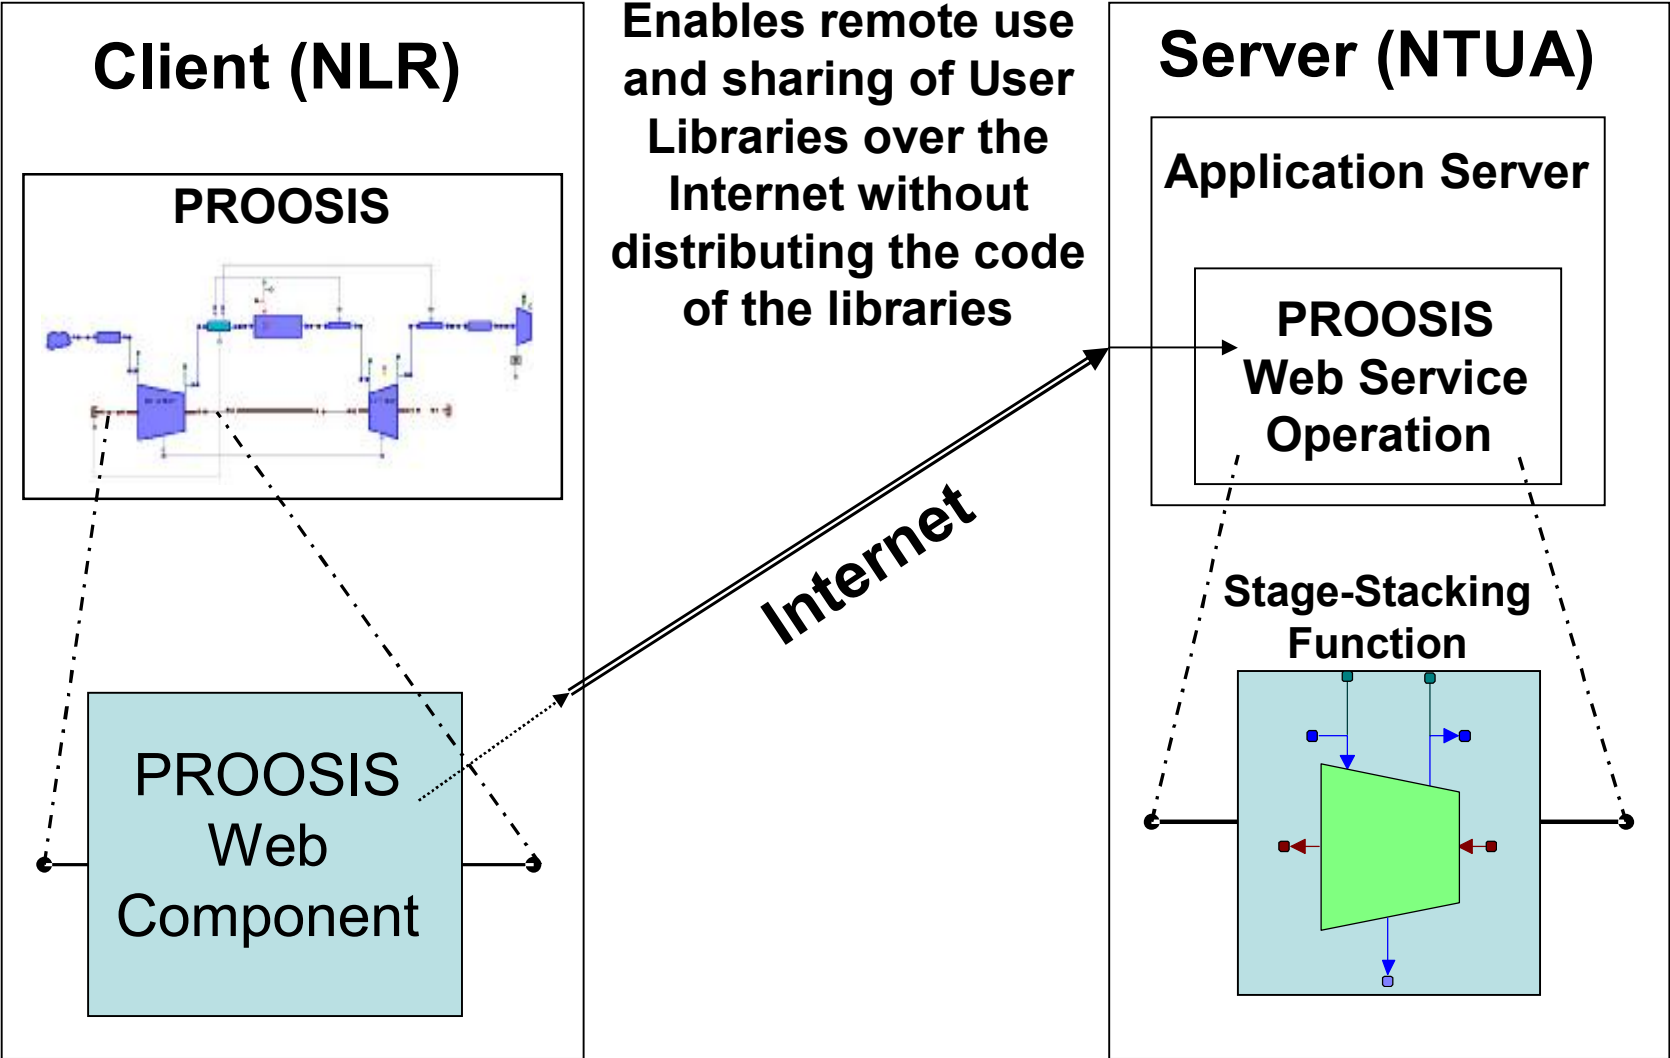 Client (NLR)
PROOSIS
PROOSIS
Web
Component
Enables remote use
and sharing of User
Libraries over the
Internet without
distributing the code
of the libraries
Internet
Server (NTUA)
Application Server
PROOSIS
Web Service
Operation
Stage-Stacking
Function